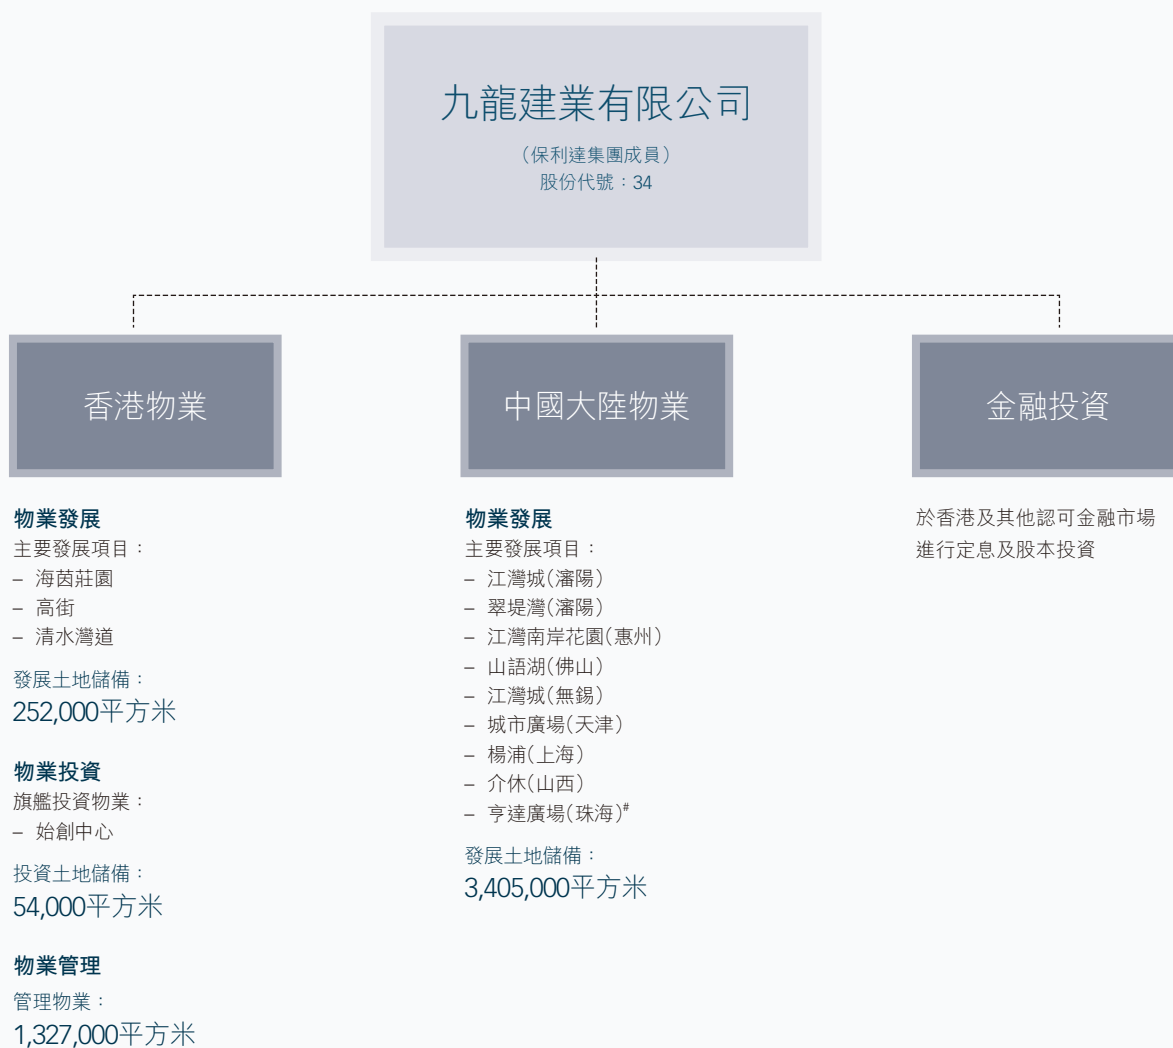 九龍建業有限公司
（保利達集團成員）
股份代號：34
香港物業
物業發展
主要發展項目：
– 海茵莊園
– 高街
– 清水灣道
發展土地儲備：
252,000平方米
物業投資
旗艦投資物業：
– 始創中心
投資土地儲備：
54,000平方米
物業管理
管理物業：
1,327,000平方米
中國大陸物業
物業發展
主要發展項目：
– 江灣城（瀋陽）
– 翠堤灣（瀋陽）
– 江灣南岸花園（惠州）
– 山語湖（佛山）
– 江灣城（無錫）
– 城市廣場（天津）
– 楊浦（上海）
– 介休（山西）
– 亨達廣場（珠海）#
發展土地儲備：
3,405,000平方米
金融投資
於香港及其他認可金融市場
進行定息及股本投資